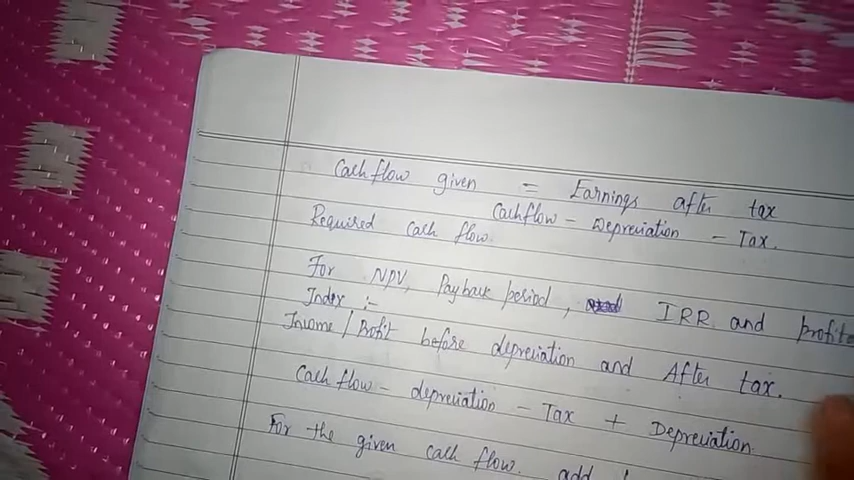 Cash flow given = Earnings after tax
Cashflow - Depreciation - Tax.
Required cash flow.
For NPV, Payback period, IRR and
Index :-
Income / Profit before depreciation and After tax.
Cash flow - depreciation - Tax + Depreciation
For the given cash flow. add